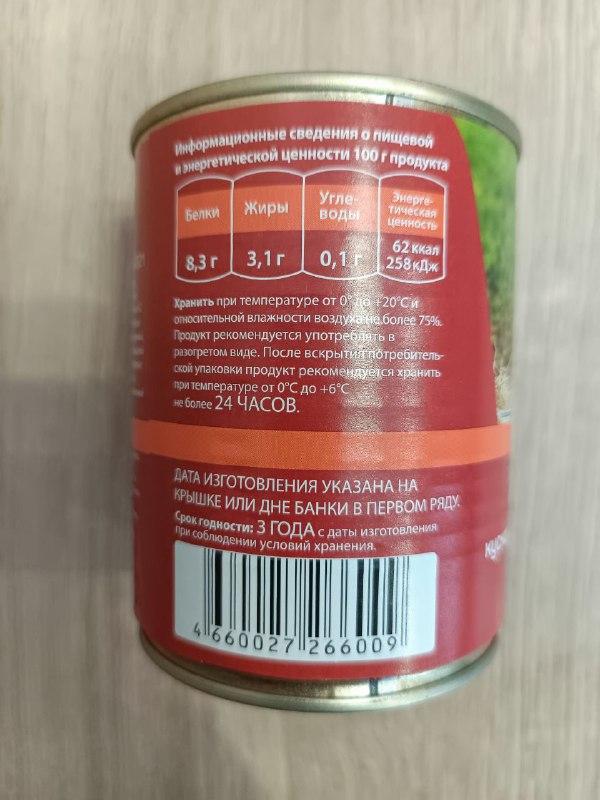 Информационные сведения о пищевой
и энергетической ценности 100 г продукта
Белки
Жиры
Угле-
воды
Энерге-
тическая
ценность
8,3 г
3,1 г
0,1 г
62 ккал
258 кДж
Хранить при температуре от 0° до +20°С и
относительной влажности воздуха не более 75%.
Продукт рекомендуется употреблять в
разогретом виде. После вскрытия потребитель-
ской упаковки продукт рекомендуется хранить
при температуре от 0°С до +6°С
не более 24 ЧАСОВ.
ДАТА ИЗГОТОВЛЕНИЯ УКАЗАНА НА
КРЫШКЕ ИЛИ ДНЕ БАНКИ В ПЕРВОМ РЯДУ.
Срок годности: 3 ГОДА с даты изготовления
при соблюдении условий хранения.
4 660027 266009